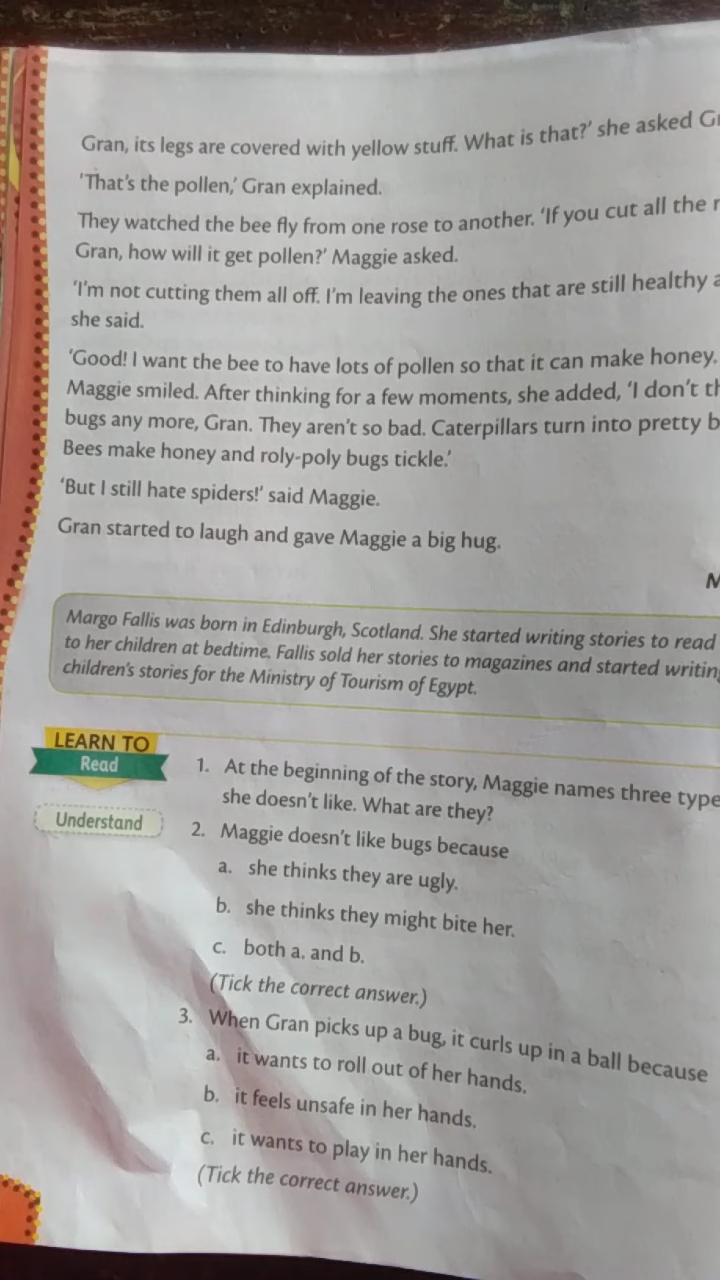 Gran, its legs are covered with yellow stuff. What is that?' she asked
'That's the pollen,' Gran explained.
They watched the bee fly from one rose to another. 'If you cut all the
Gran, how will it get pollen?' Maggie asked.
'I'm not cutting them all off. I'm leaving the ones that are still healthy
she said.
'Good! I want the bee to have lots of pollen so that it can make honey.
Maggie smiled. After thinking for a few moments, she added, 'I don't
bugs any more, Gran. They aren't so bad. Caterpillars turn into pretty
Bees make honey and roly-poly bugs tickle.'
'But I still hate spiders!' said Maggie.
Gran started to laugh and gave Maggie a big hug.
Margo Fallis was born in Edinburgh, Scotland. She started writing stories to read
to her children at bedtime. Fallis sold her stories to magazines and started writing
children's stories for the Ministry of Tourism of Egypt.
LEARN TO
Read
Understand
1. At the beginning of the story, Maggie names three type
she doesn't like. What are they?
2. Maggie doesn't like bugs because
a. she thinks they are ugly.
b. she thinks they might bite her.
c. both a. and b.
(Tick the correct answer.)
3. When Gran picks up a bug, it curls up in a ball because
a. it wants to roll out of her hands.
b. it feels unsafe in her hands.
c. it wants to play in her hands.
(Tick the correct answer.)